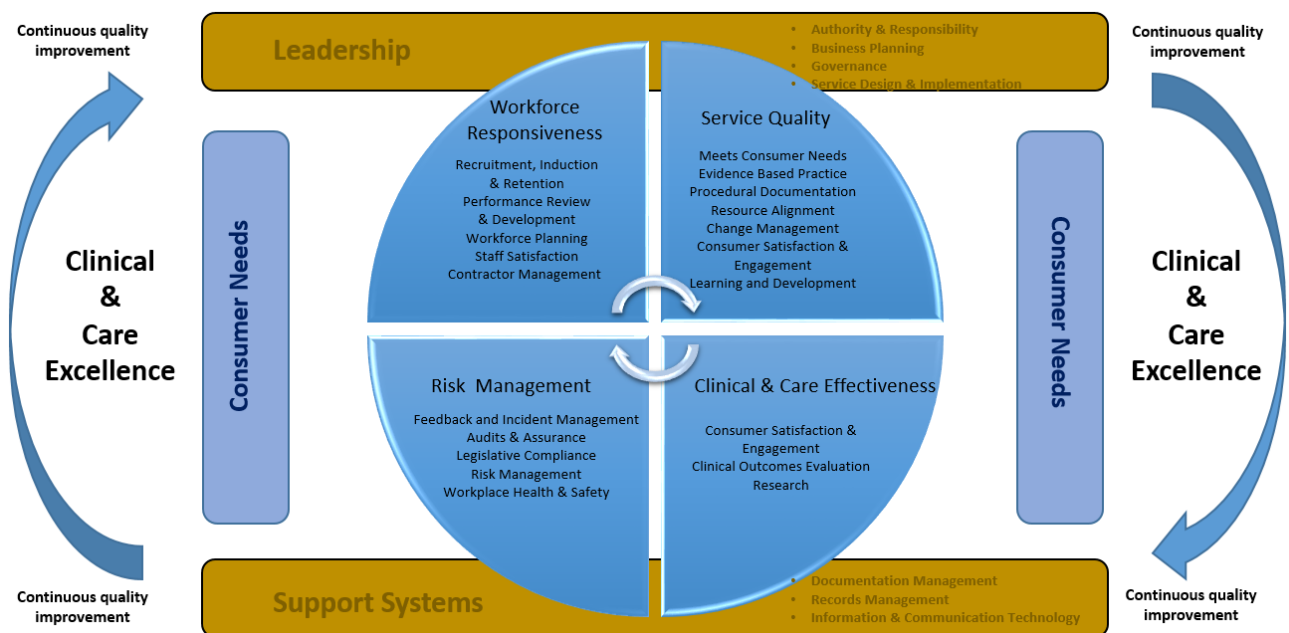 Continuous quality
improvement
Leadership
• Authority & Responsibility
• Business Planning
• Governance
• Service Design & Implementation
Continuous quality
improvement
Workforce
Responsiveness
Recruitment, Induction
& Retention
Performance Review
& Development
Workforce Planning
Staff Satisfaction
Contractor Management
Service Quality
Meets Consumer Needs
Evidence Based Practice
Procedural Documentation
Resource Alignment
Change Management
Consumer Satisfaction &
Engagement
Learning and Development
Clinical
&
Care
Excellence
Consumer Needs
Consumer Needs
Clinical
&
Care
Excellence
Risk Management
Feedback and Incident Management
Audits & Assurance
Legislative Compliance
Risk Management
Workplace Health & Safety
Clinical & Care Effectiveness
Consumer Satisfaction &
Engagement
Clinical Outcomes Evaluation
Research
Continuous quality
improvement
Support Systems
• Documentation Management
• Records Management
• Information & Communication Technology
Continuous quality
improvement